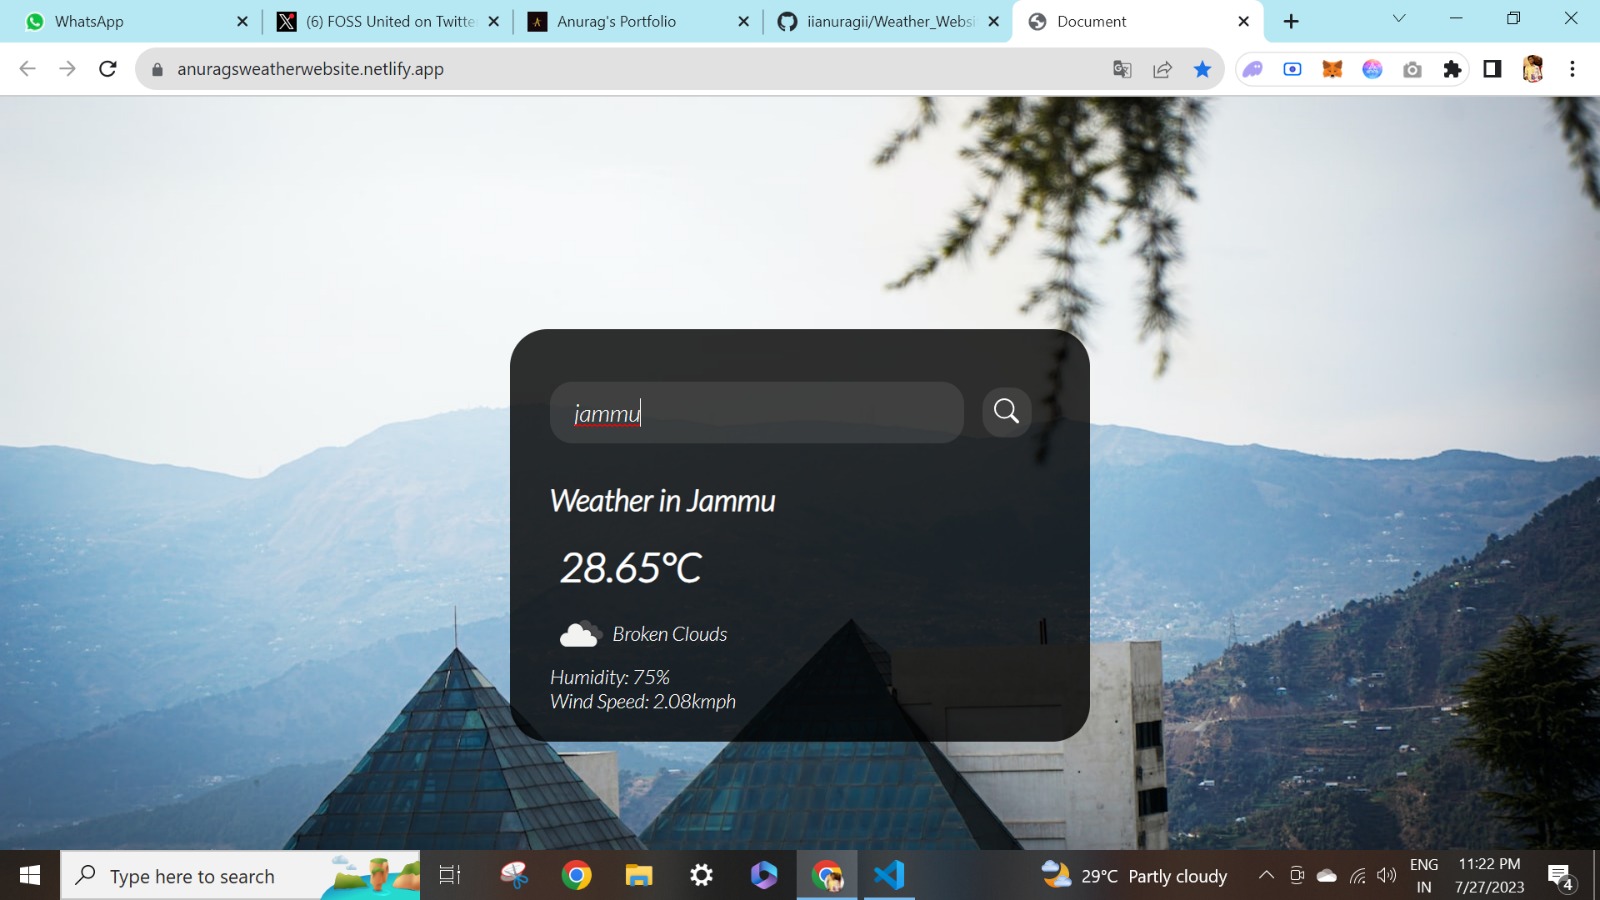 WhatsApp
(6) FOSS United on Twitte
Anurag's Portfolio
iianuragii/Weather_Websi
Document
anuragsweatherwebsite.netlify.app
jammu
Weather in Jammu
28.65°C
Broken Clouds
Humidity: 75%
Wind Speed: 2.08kmph
Type here to search
29°C Partly cloudy
ENG
IN
11:22 PM
7/27/2023
4